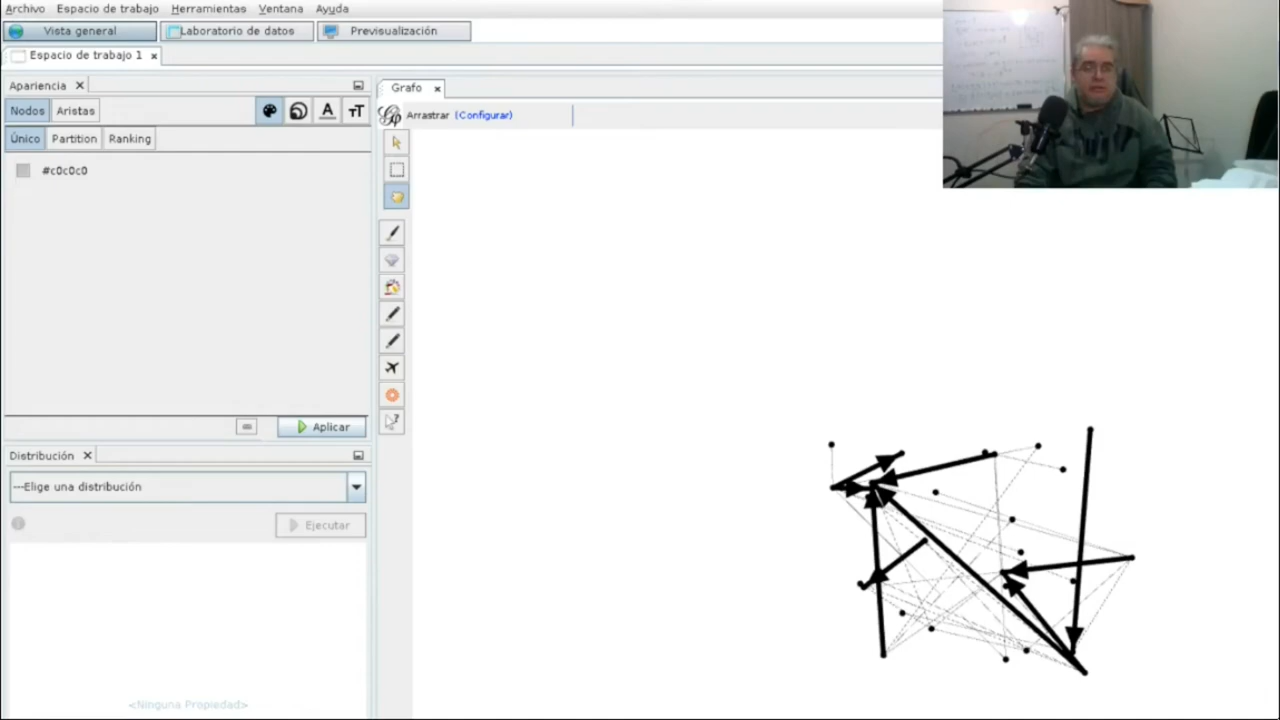 Archivo Espacio de trabajo Herramientas Ventana Ayuda
Vista general Laboratorio de datos Previsualización
Espacio de trabajo 1
Apariencia
Grafo
Nodos Aristas
A
TT
Arrastrar (Configurar)
Único Partition Ranking
#c0c0c0
Aplicar
Distribución
---Elige una distribución
Ejecutar
<Ninguna Propiedad>